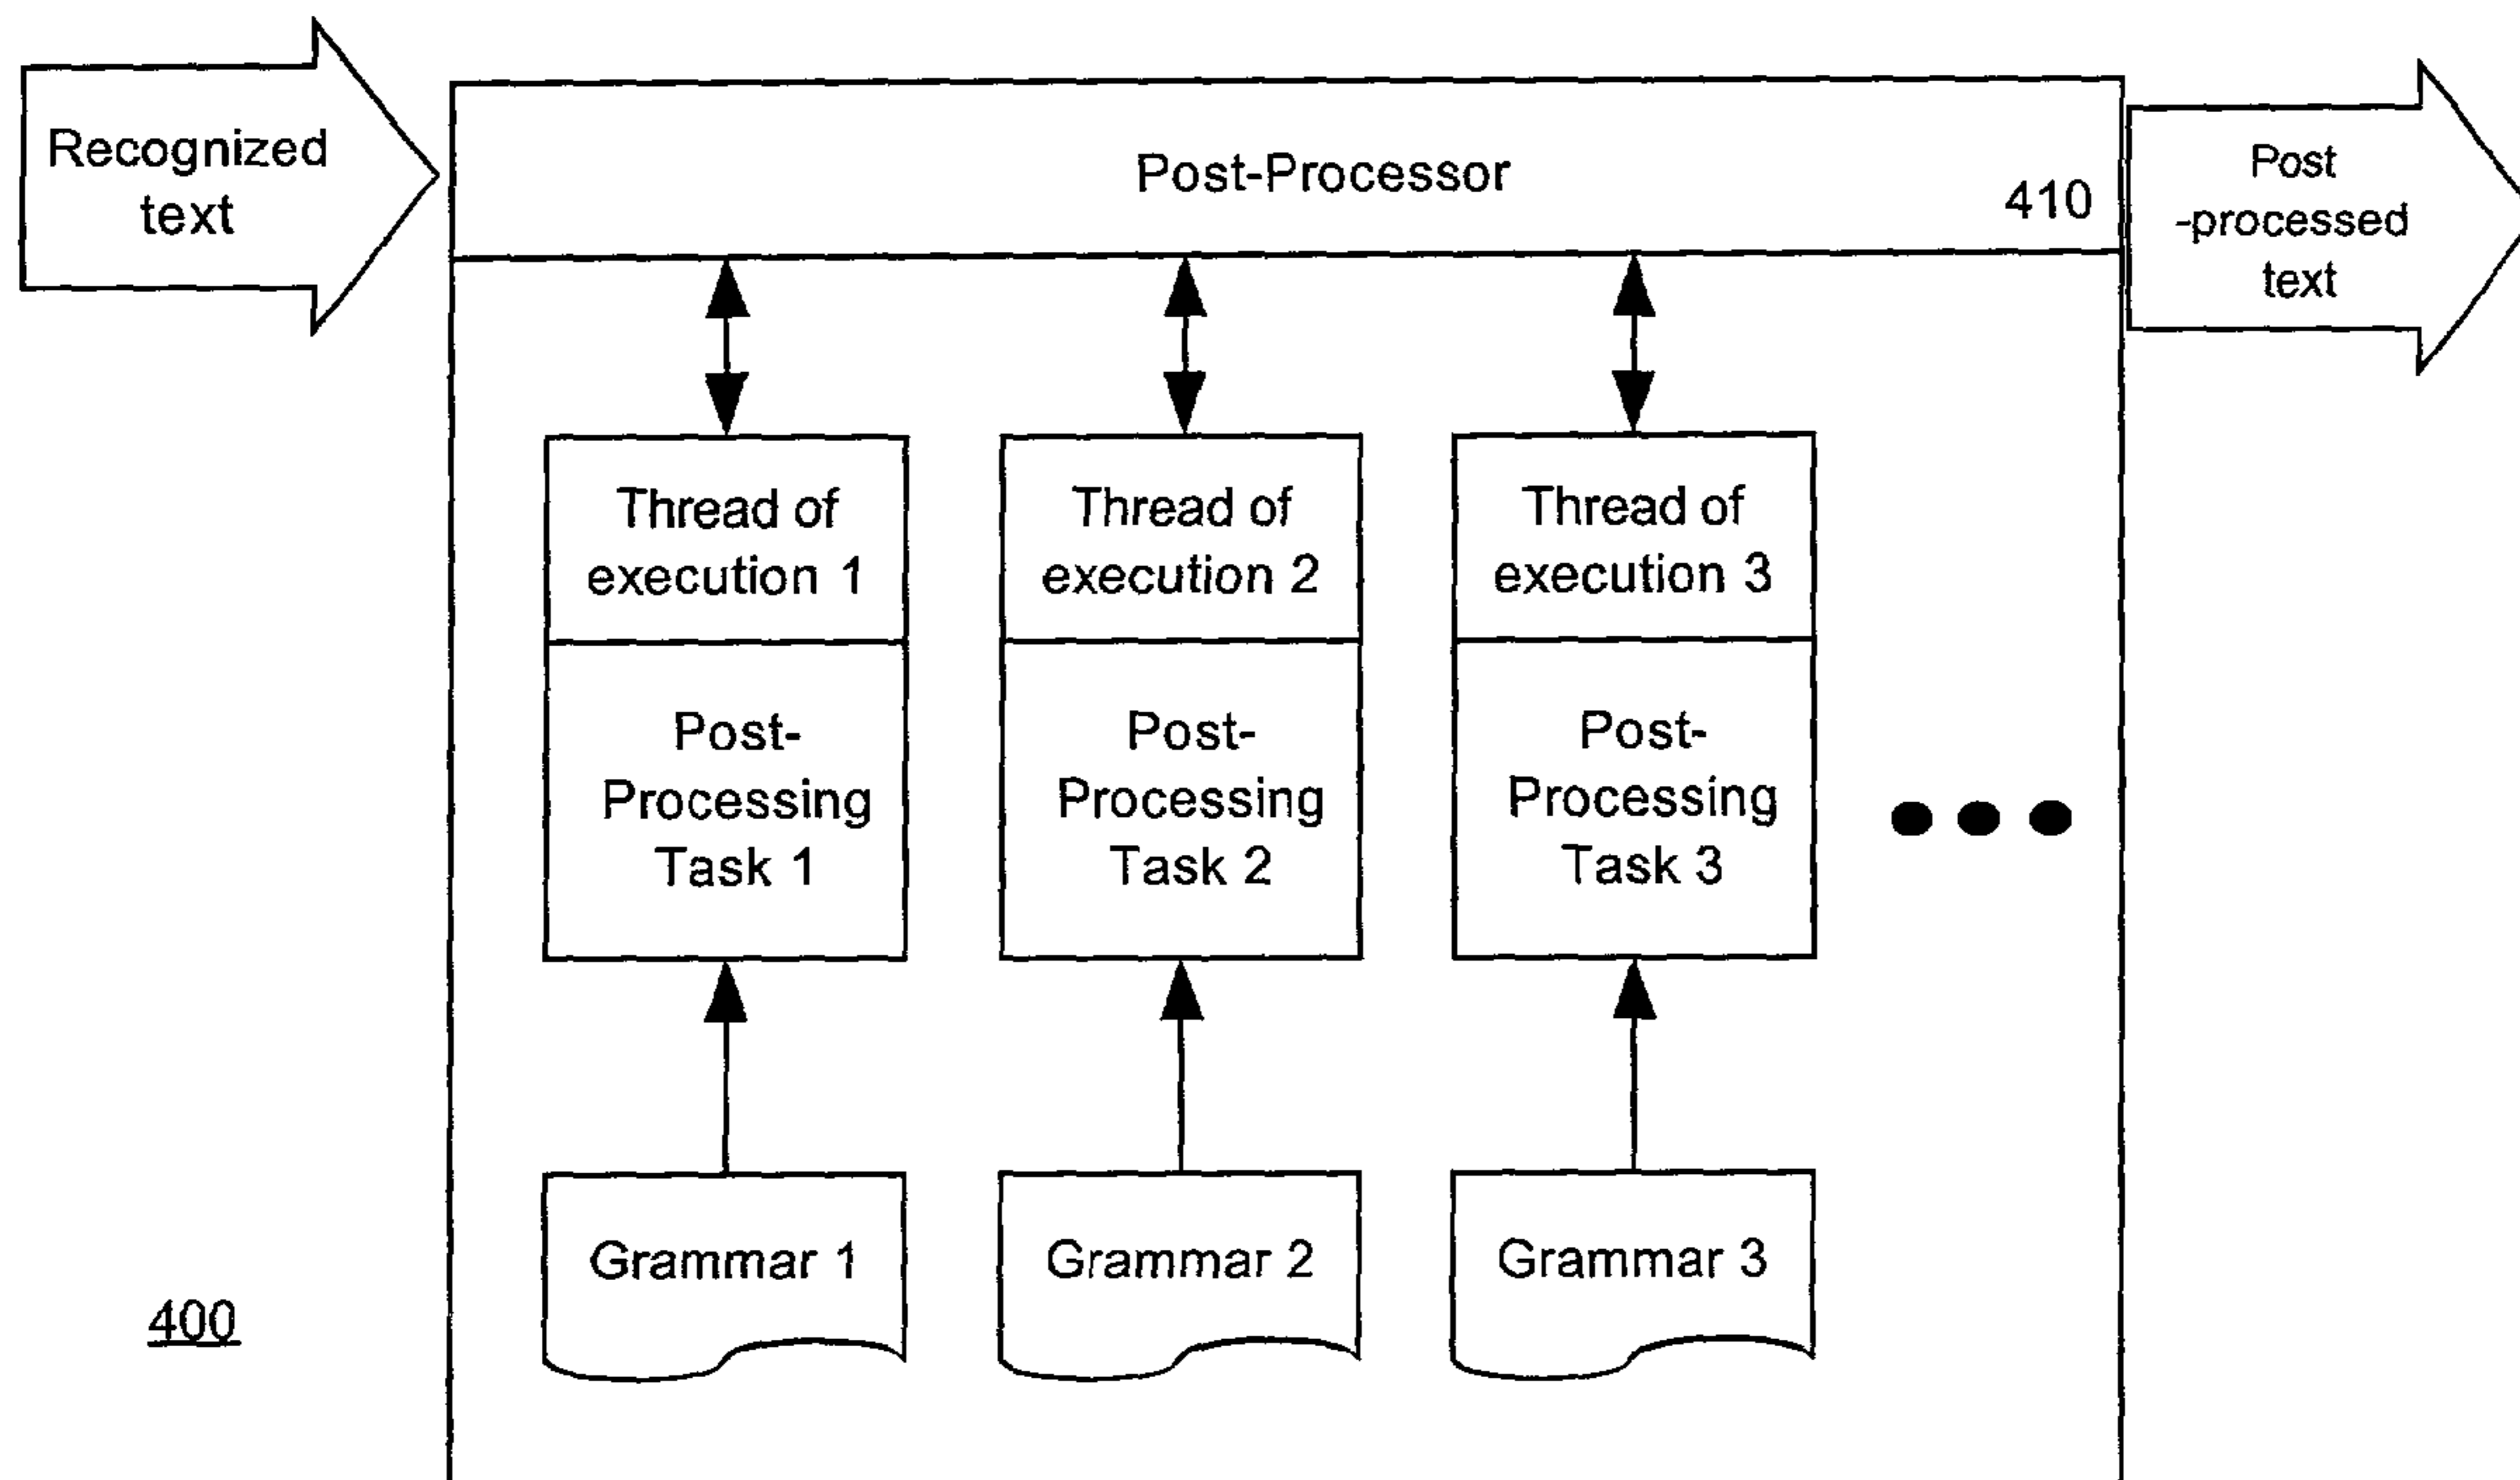 Recognized
text
Post-Processor
410
Post
-processed
text
Thread of
execution 1
Thread of
execution 2
Thread of
execution 3
Post-
Processing
Task 1
Post-
Processing
Task 2
Post-
Processing
Task 3
Grammar 1
Grammar 2
Grammar 3
400